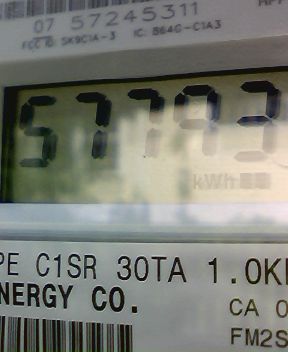 07 57245311
FCC ID: SK9C1A-3 IC: 864G-C1A3
57793
kWh
PE C1SR 30TA 1.0K
NERGY CO.
CA 0
FM2S